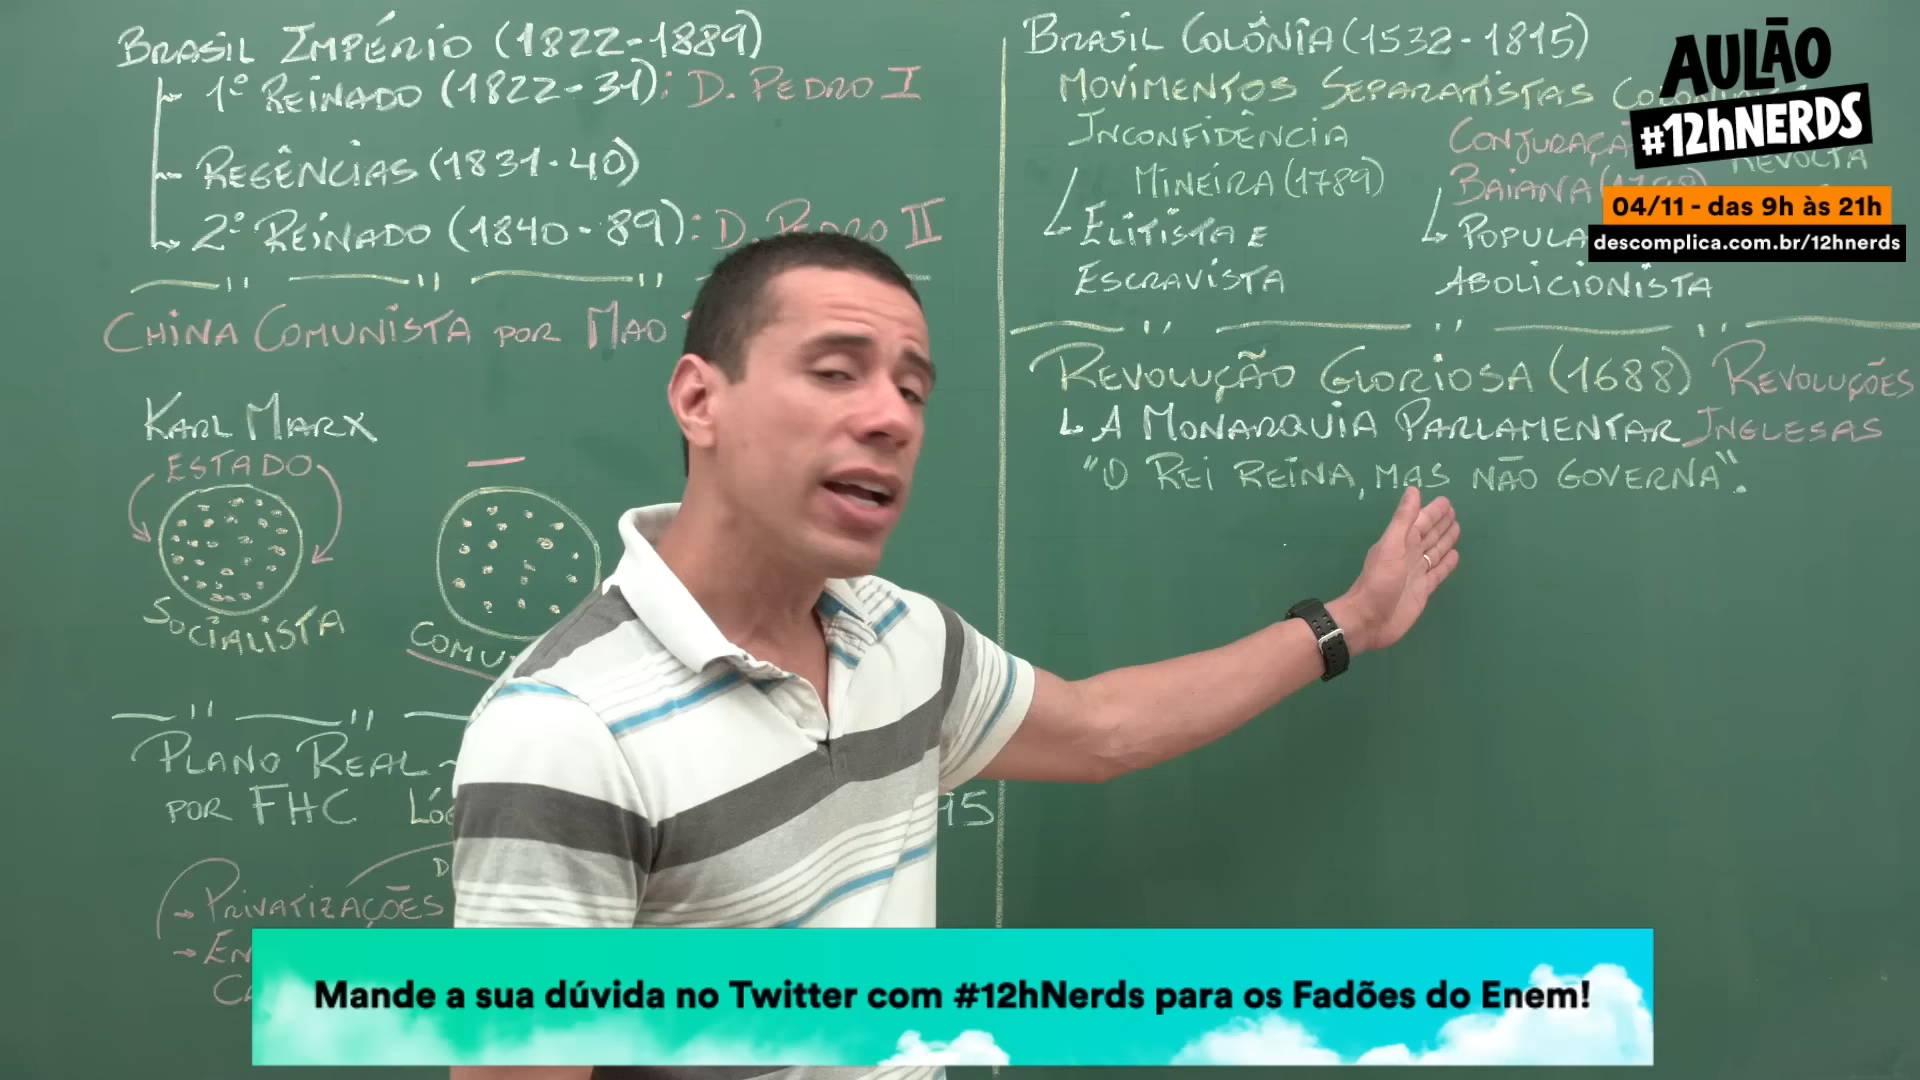 BRASIL IMPÉRIO (1822-1889)
1º REINADO (1822-31): D. PEDRO I
REGÊNCIAS (1831-40)
2º REINADO (1840-89): D. PEDRO II
CHINA COMUNISTA POR MAO
KARL MARX
ESTADO
SOCIALISTA
PLANO REAL
POR FHC
PRIVATIZAÇÕES
BRASIL COLÔNIA (1532-1815)
MOVIMENTOS SEPARATISTAS
INCONFIDÊNCIA
MINEIRA (1789)
ELITISTA E
ESCRAVISTA
CONJURAÇÃ
BAIANA
REVOLTA
POPULA
ABOLICIONISTA
REVOLUÇÃO GLORIOSA (1688) REVOLUÇÕES
A MONARQUIA PARLAMENTAR INGLESAS
"O REI REINA, MAS NÃO GOVERNA".
AULÃO
#12hNERDS
04/11 - das 9h às 21h
descomplica.com.br/12hnerds
Mande a sua dúvida no Twitter com #12hNerds para os Fadões do Enem!